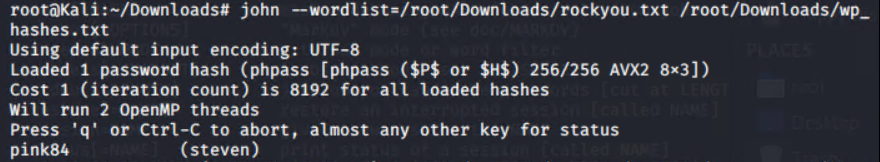 root@Kali:~/Downloads# john --wordlist=/root/Downloads/rockyou.txt /root/Downloads/wp_
hashes.txt
Using default input encoding: UTF-8
Loaded 1 password hash (phpass [phpass ($P$ or $H$) 256/256 AVX2 8×3])
Cost 1 (iteration count) is 8192 for all loaded hashes
Will run 2 OpenMP threads
Press 'q' or Ctrl-C to abort, almost any other key for status
pink84 (steven)
PLACES
Desktop